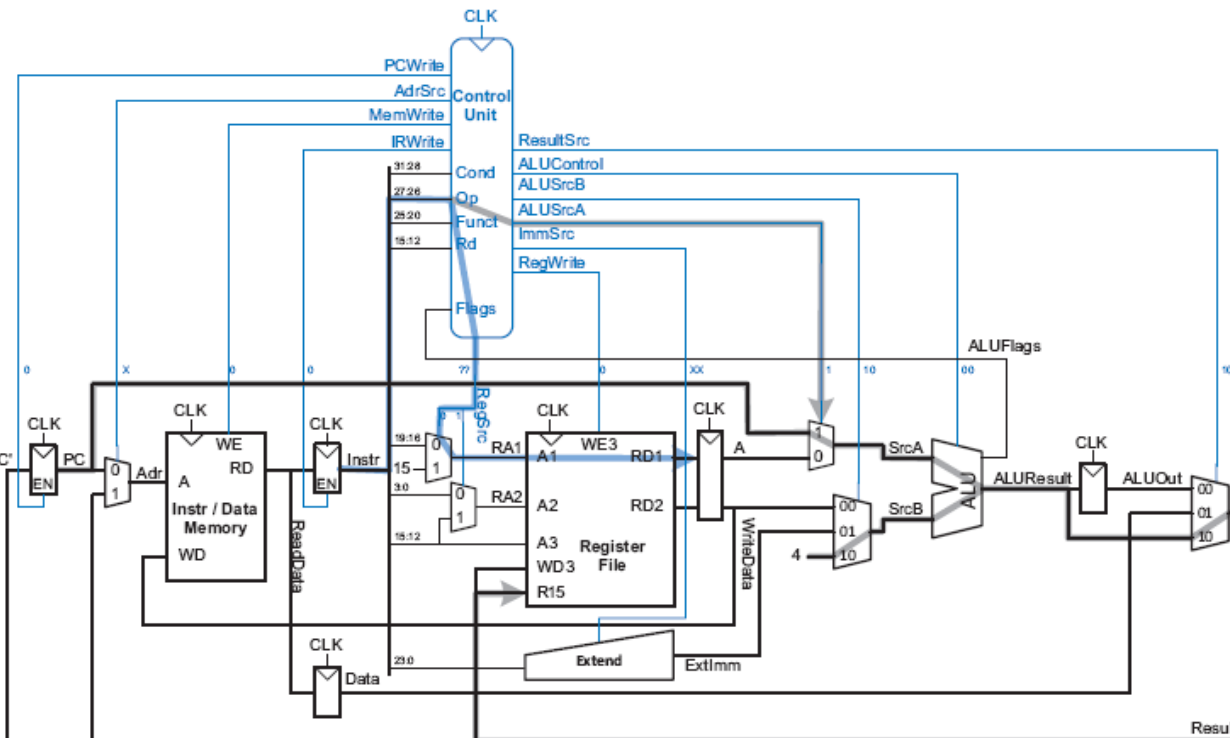 CLK
PCWrite
AdrSrc
MemWrite
IRWrite
Control
Unit
ResultSrc
ALUControl
ALUSrcB
ALUSrcA
ImmSrc
RegWrite
31:28 Cond
27:26 Op
25:20 Funct
15:12 Rd
Flags
ALUFlags
0 X 0 0 ?? 0 XX 1 10 00
RegSrc
CLK
CLK
CLK
CLK
CLK
CLK
PC
EN
0
1
Adr
WE
RD
A
Instr / Data
Memory
WD
EN
Instr
ReadData
19:16
15
3:0
15:12
0
1
RA1
0
1
RA2
WE3
A1
RD1
A2
RD2
A3
Register
File
WD3
R15
A
WriteData
1
0
SrcA
00
01
10
4
SrcB
ALU
ALUResult
ALUOut
00
01
10
CLK
Data
23:0
Extend
ExtImm